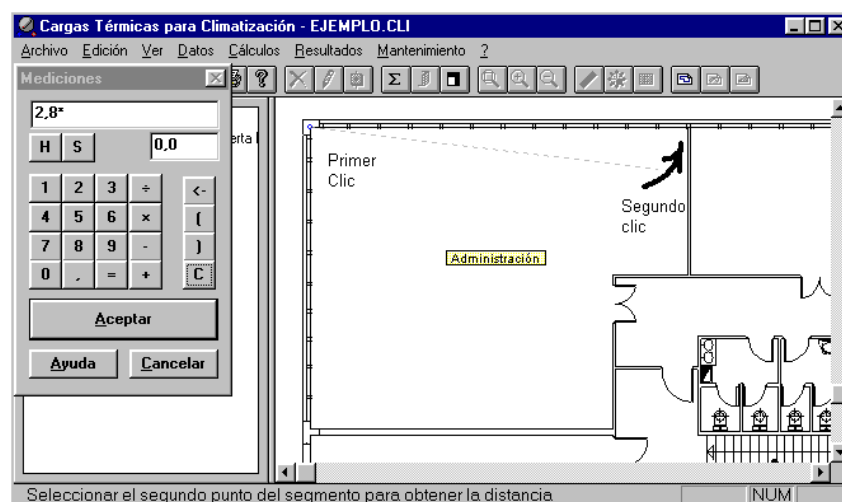 Cargas Térmicas para Climatización - EJEMPLO.CLI
Archivo Edición Ver Datos Cálculos Resultados Mantenimiento ?
Mediciones
2,8*
H S 0,0
1 2 3 ÷ <-
4 5 6 × (
7 8 9 - )
0 , = + C
Aceptar
Ayuda Cancelar
Σ
Primer
Clic
Segundo
clic
Administración
Seleccionar el segundo punto del segmento para obtener la distancia NUM